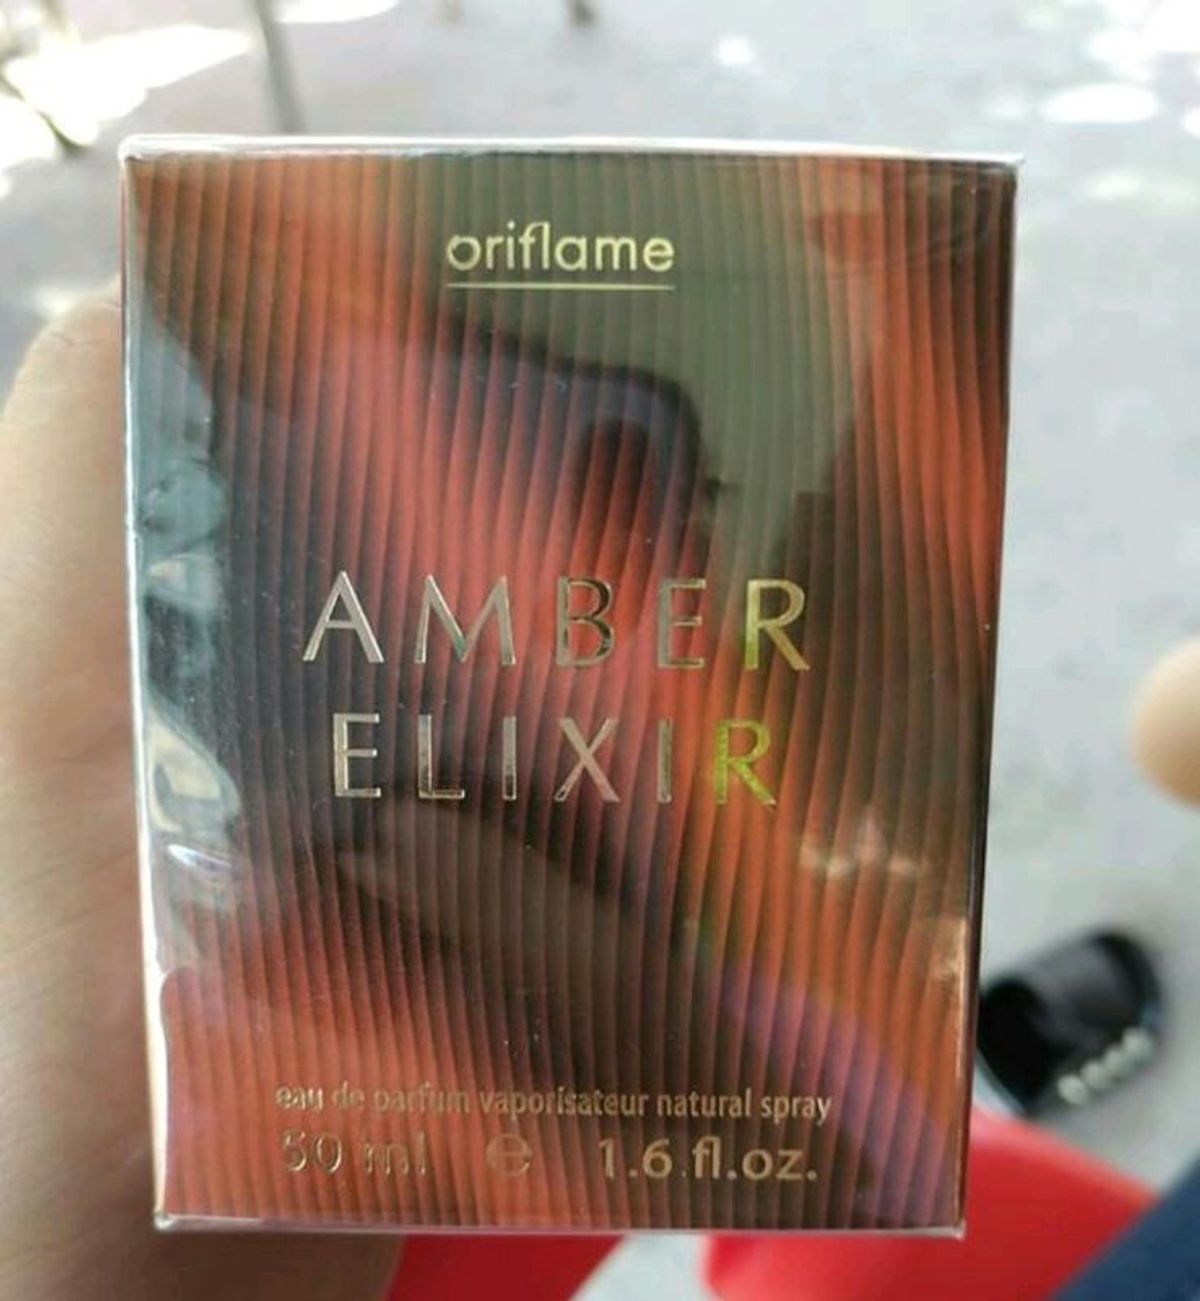 oriflame
AMBER
ELIXIR
eau de parfum vaporisateur natural spray
50 ml e 1.6 fl.oz.